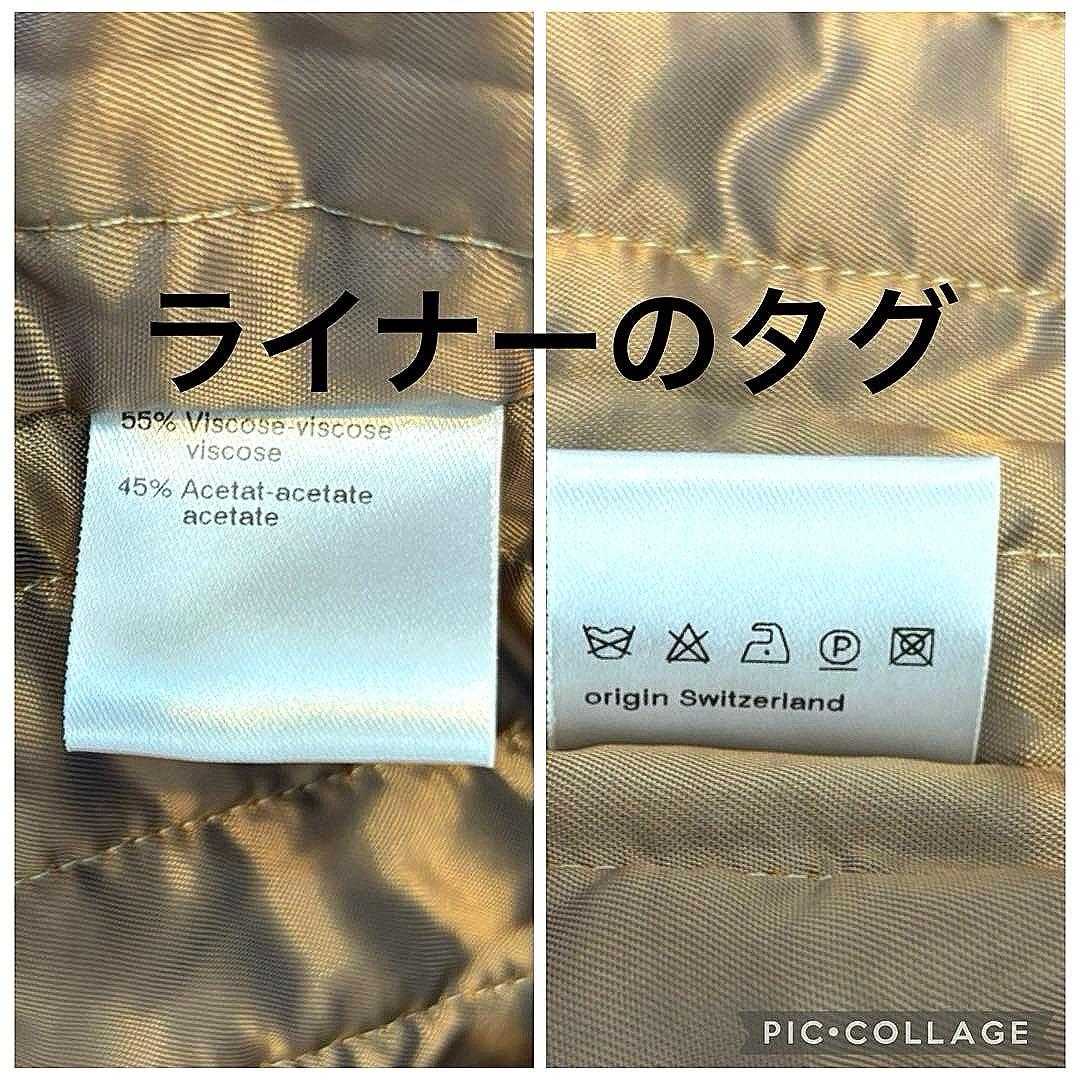 ライナーのタグ
55% Viscose-viscose
viscose
45% Acetat-acetate
acetate
P
origin Switzerland
PIC•COLLAGE